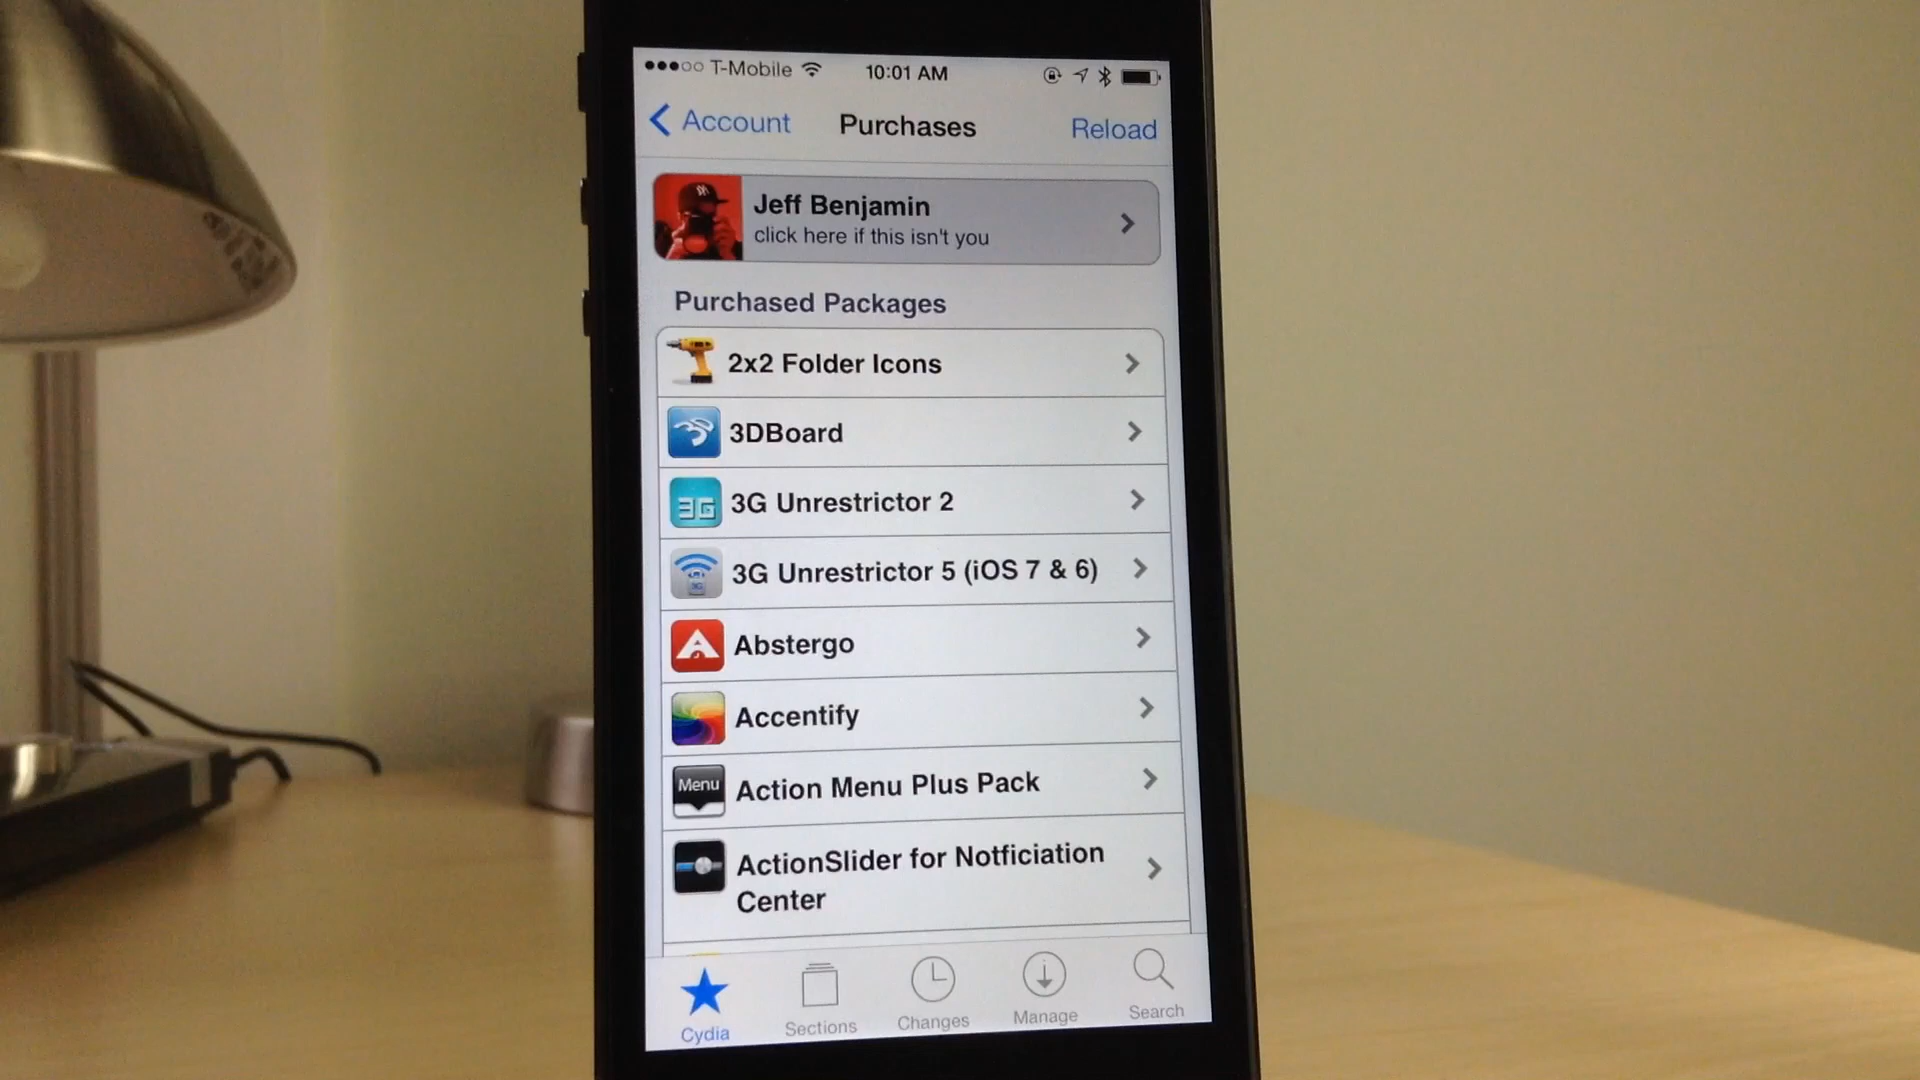 T-Mobile 10:01 AM
Account Purchases Reload
Jeff Benjamin
click here if this isn't you
Purchased Packages
2x2 Folder Icons
3DBoard
3G 3G Unrestrictor 2
3G 3G Unrestrictor 5 (iOS 7 & 6)
Abstergo
Accentify
Menu Action Menu Plus Pack
ActionSlider for Notficiation
Center
Cydia Sections Changes Manage Search